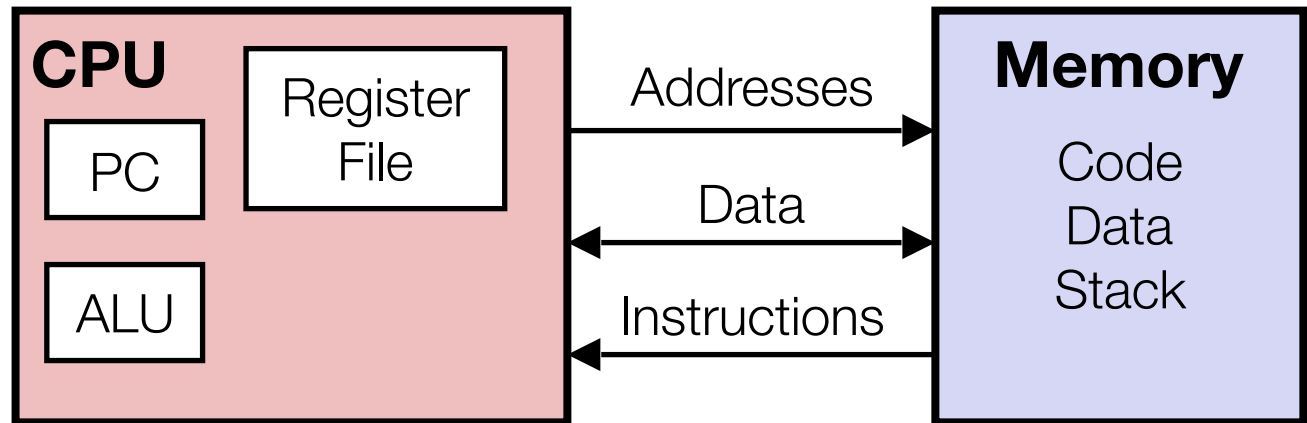 CPU
Register
File
PC
ALU
Addresses
Data
Instructions
Memory
Code
Data
Stack